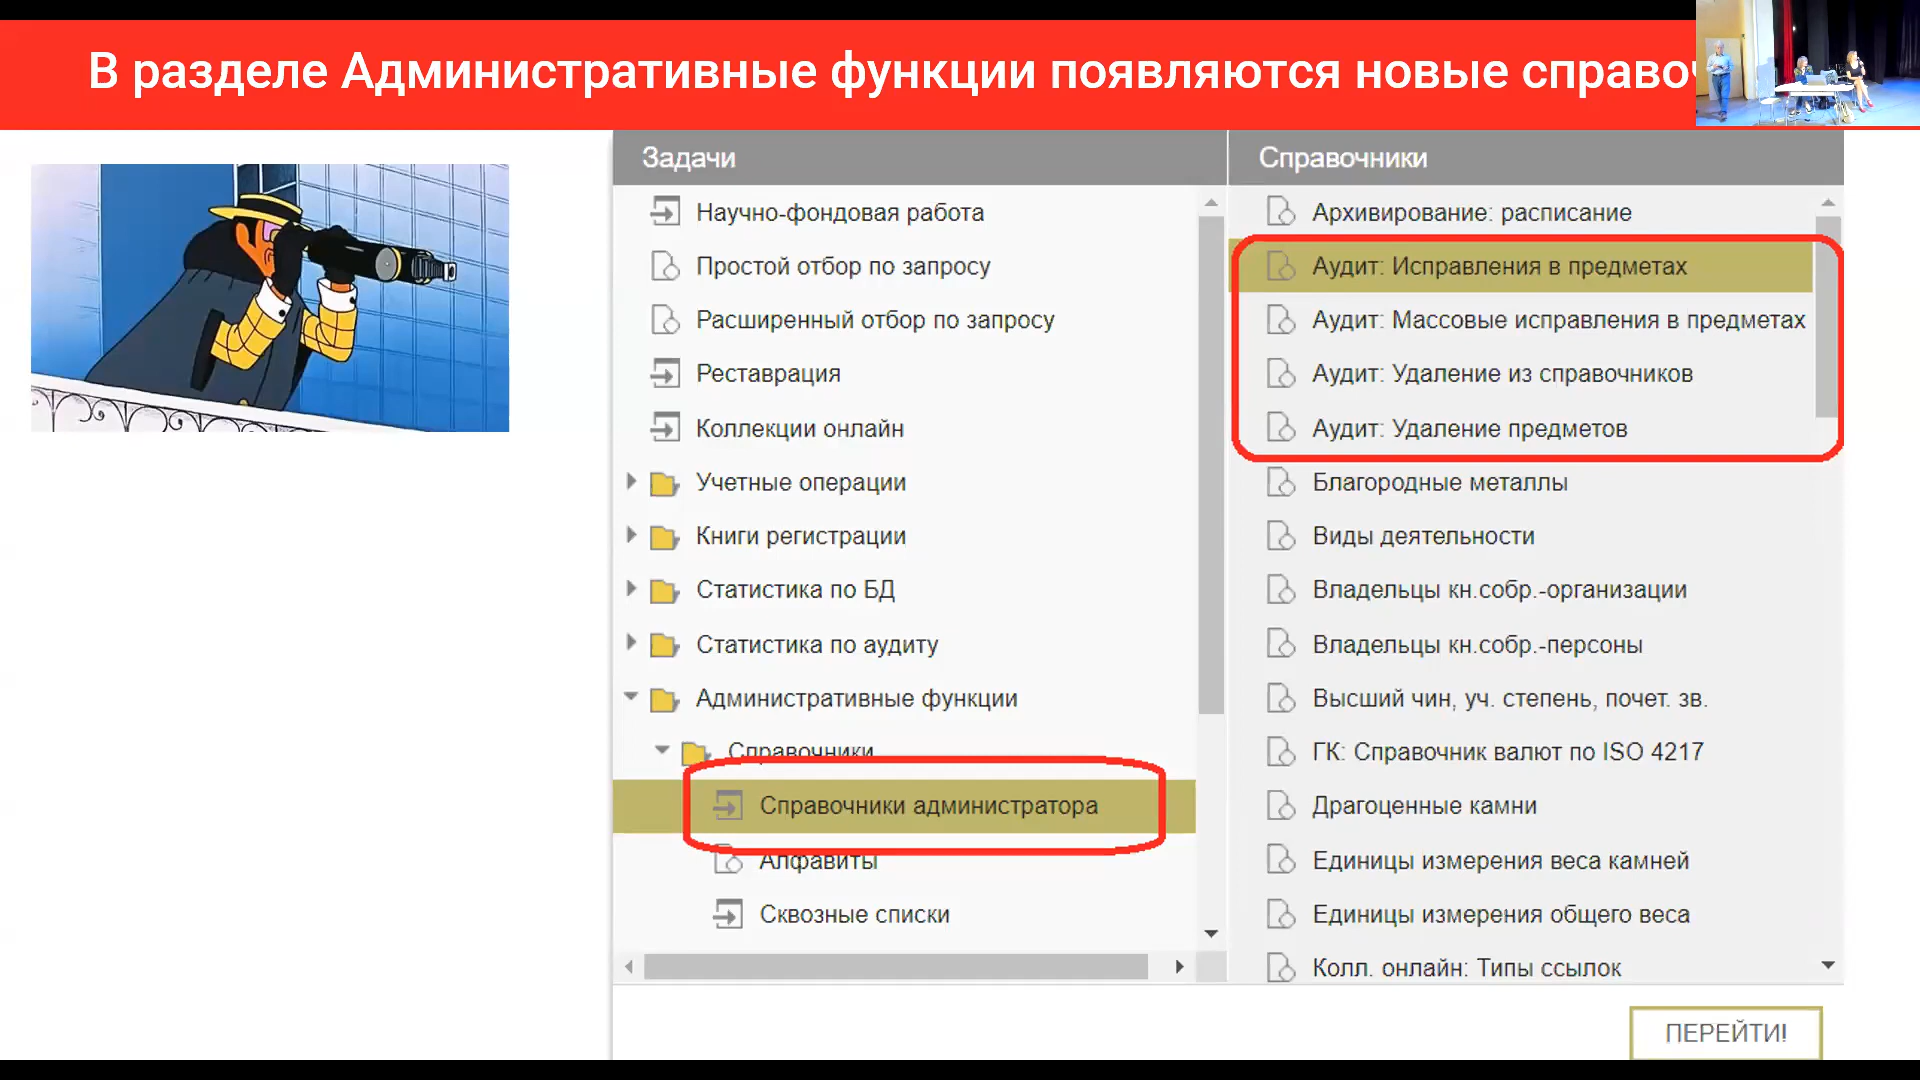 В разделе Административные функции появляются новые
Задачи
Научно-фондовая работа
Простой отбор по запросу
Расширенный отбор по запросу
Реставрация
Коллекции онлайн
Учетные операции
Книги регистрации
Статистика по БД
Статистика по аудиту
Административные функции
Справочники
Справочники администратора
Алфавиты
Сквозные списки
Справочники
Архивирование: расписание
Аудит: Исправления в предметах
Аудит: Массовые исправления в предметах
Аудит: Удаление из справочников
Аудит: Удаление предметов
Благородные металлы
Виды деятельности
Владельцы кн.собр.-организации
Владельцы кн.собр.-персоны
Высший чин, уч. степень, почет. зв.
ГК: Справочник валют по ISO 4217
Драгоценные камни
Единицы измерения веса камней
Единицы измерения общего веса
Колл. онлайн: Типы ссылок
ПЕРЕЙТИ!